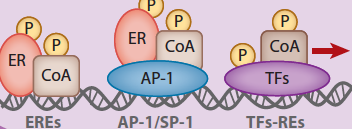 P
P P P
ER CoA ER CoA P CoA
AP-1 TFs
EREs AP-1/SP-1 TFs-REs